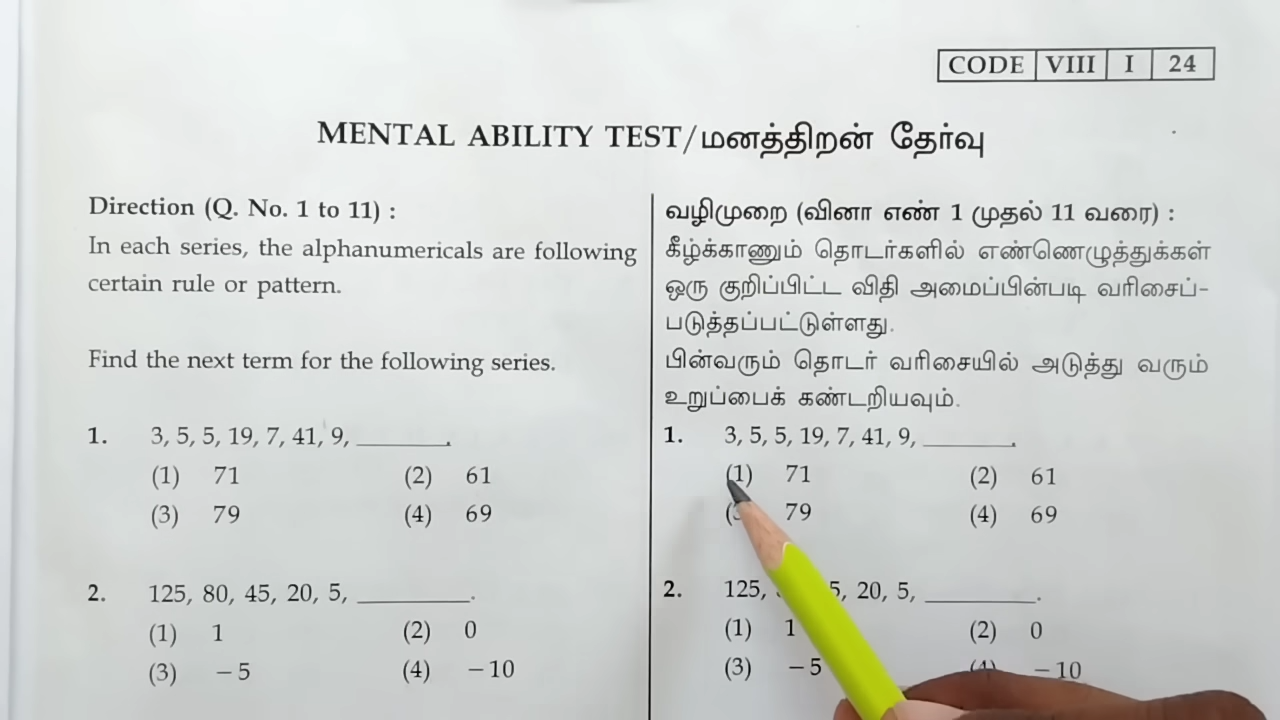 CODE VIII I 24
MENTAL ABILITY TEST/மனத்திறன் தேர்வு
Direction (Q. No. 1 to 11) :
In each series, the alphanumericals are following
certain rule or pattern.
Find the next term for the following series.
1. 3, 5, 5, 19, 7, 41, 9, ________.
(1) 71 (2) 61
(3) 79 (4) 69
2. 125, 80, 45, 20, 5, __________.
(1) 1 (2) 0
(3) – 5 (4) – 10
வழிமுறை (வினா எண் 1 முதல் 11 வரை) :
கீழ்க்காணும் தொடர்களில் எண்ணெழுத்துக்கள்
ஒரு குறிப்பிட்ட விதி அமைப்பின்படி வரிசைப்-
படுத்தப்பட்டுள்ளது.
பின்வரும் தொடர் வரிசையில் அடுத்து வரும்
உறுப்பைக் கண்டறியவும்.
1. 3, 5, 5, 19, 7, 41, 9, ________.
(1) 71 (2) 61
79 (4) 69
2. 125, 5, 20, 5, __________.
(1) 1 (2) 0
(3) – 5 – 10